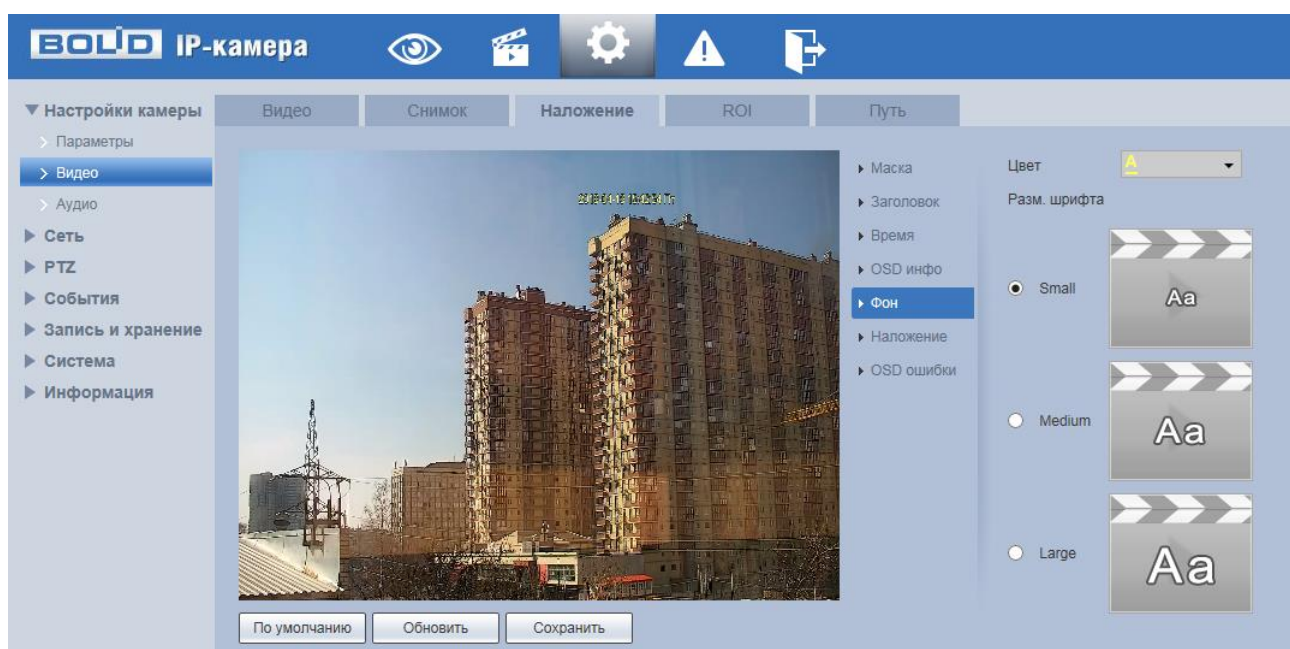 BOLID IP-камера
Настройки камеры
Параметры
Видео
Аудио
Сеть
PTZ
События
Запись и хранение
Система
Информация
Видео Снимок Наложение ROI Путь
Маска
Заголовок
Время
OSD инфо
Фон
Наложение
OSD ошибки
Цвет A
Разм. шрифта
Small Aa
Medium Aa
Large Aa
По умолчанию Обновить Сохранить